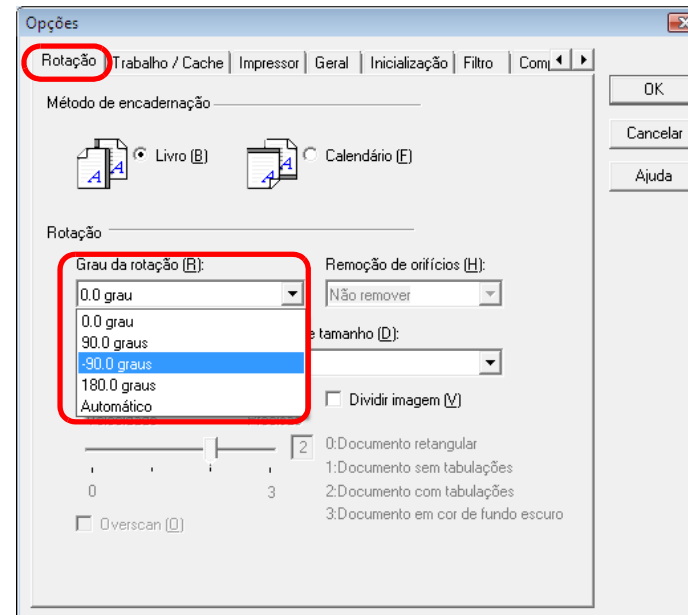 Opções
Rotação Trabalho / Cache Impressor Geral Inicialização Filtro Com
Método de encadernação
OK
Livro (B) Calendário (F)
Cancelar
Ajuda
Rotação
Grau da rotação (R): Remoção de orifícios (H):
0.0 grau Não remover
0.0 grau
90.0 graus e tamanho (D):
-90.0 graus
180.0 graus
Automático Dividir imagem (V)
2 0:Documento retangular
1:Documento sem tabulações
0 3 2:Documento com tabulações
Overscan (O) 3:Documento em cor de fundo escuro
A A A A